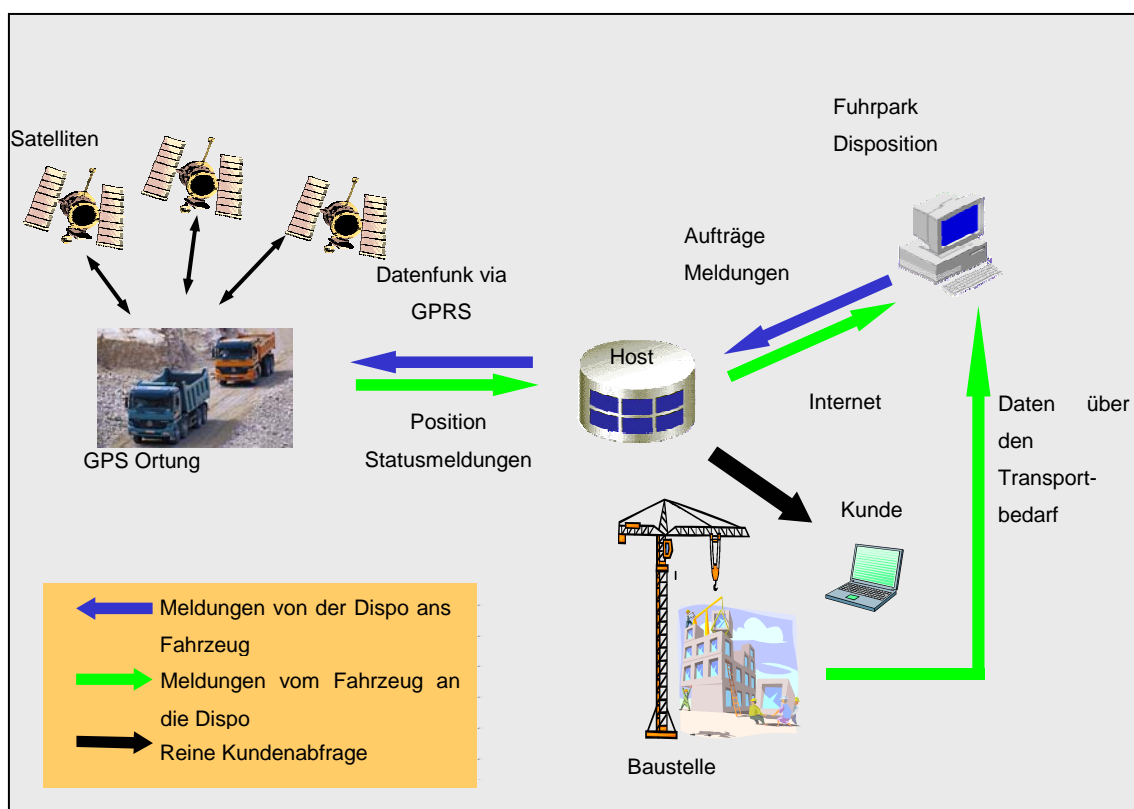 Satelliten
Fuhrpark
Disposition
Aufträge
Meldungen
Datenfunk via
GPRS
Host
Internet
Daten über
den
Transport-
bedarf
Position
Statusmeldungen
GPS Ortung
Kunde
Baustelle
Meldungen von der Dispo ans
Fahrzeug
Meldungen vom Fahrzeug an
die Dispo
Reine Kundenabfrage